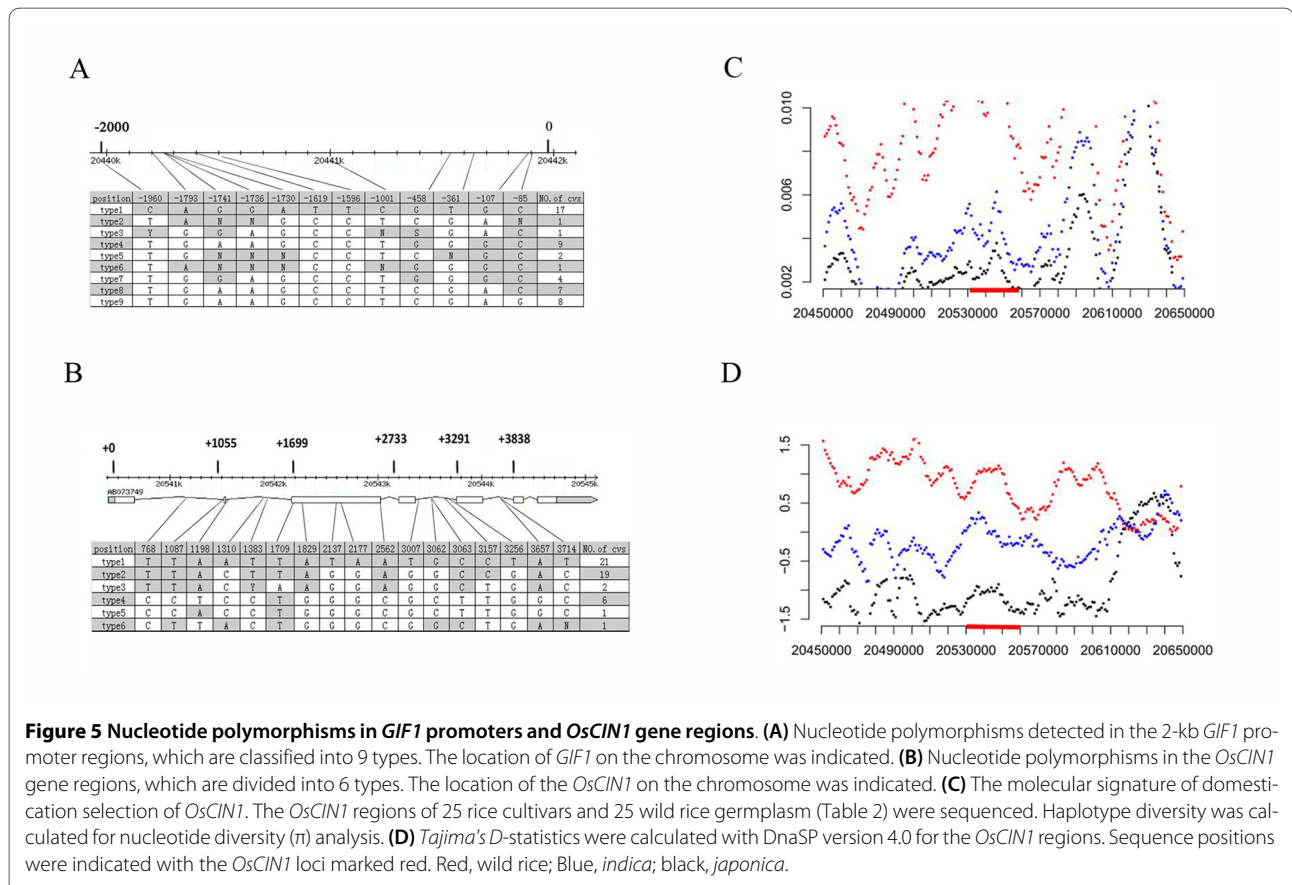 A
-2000 0
20440k 20441k 20442k
position -1960 -1793 -1741 -1736 -1730 -1619 -1596 -1001 -458 -361 -107 -85 NO. of cvs
type1 C A G G A T T C G T G C 17
type2 T A N N G C C T C G A N 1
type3 Y G G A G C C N S G A C 1
type4 T G A A G C C T G G G C 9
type5 T G N N N C C T C N G C 2
type6 T A N N N C C N G G G C 1
type7 T G G A G C C T C G G C 4
type8 T G A A G C C T C G A C 7
type9 T G A A G C C T C G A G 8
B
+0 +1055 +1699 +2733 +3291 +3838
20541k 20542k 20543k 20544k 20545k
AB073749
position 768 1087 1198 1310 1383 1709 1829 2137 2177 2562 3007 3062 3063 3157 3256 3657 3714 NO. of cvs
type1 T T A A T T A T A A T G C C T A T 21
type2 T T A C T T A G G A G G C C G A C 19
type3 T T A C Y A A G G A G G C T G A C 2
type4 C C T C C T G G G C G C T T G G C 6
type5 C C A C C T G G G C G C T T G G C 1
type6 C T T A C T G G G C G G C T G A N 1
C
0.010
0.006
0.002
20450000 20490000 20530000 20570000 20610000 20650000
D
1.5
0.5
-0.5
-1.5
20450000 20490000 20530000 20570000 20610000 20650000
Figure 5 Nucleotide polymorphisms in GIF1 promoters and OsCIN1 gene regions. (A) Nucleotide polymorphisms detected in the 2-kb GIF1 pro-
moter regions, which are classified into 9 types. The location of GIF1 on the chromosome was indicated. (B) Nucleotide polymorphisms in the OsCIN1
gene regions, which are divided into 6 types. The location of the OsCIN1 on the chromosome was indicated. (C) The molecular signature of domesti-
cation selection of OsCIN1. The OsCIN1 regions of 25 rice cultivars and 25 wild rice germplasm (Table 2) were sequenced. Haplotype diversity was cal-
culated for nucleotide diversity (π) analysis. (D) Tajima's D-statistics were calculated with DnaSP version 4.0 for the OsCIN1 regions. Sequence positions
were indicated with the OsCIN1 loci marked red. Red, wild rice; Blue, indica; black, japonica.